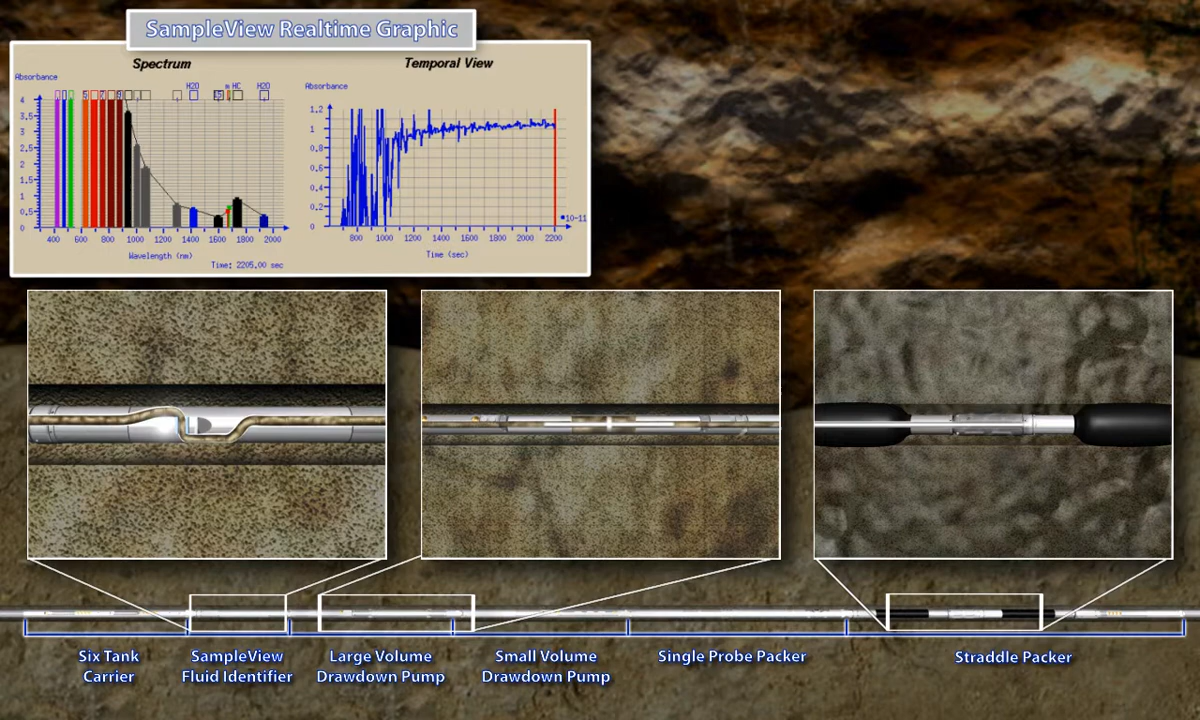 SampleView Realtime Graphic
Spectrum
Temporal View
Absorbance
H2O
HC
H2O
4
3.5
3
2.5
2
1.5
1
0.5
0
400 600 800 1000 1200 1400 1600 1800 2000
Wavelength (nm)
Time: 2205.00 sec
Absorbance
1.2
1
0.8
0.6
0.4
0.2
0
800 1000 1200 1400 1600 1800 2000 2200
10-11
Time (sec)
Six Tank
Carrier
SampleView
Fluid Identifier
Large Volume
Drawdown Pump
Small Volume
Drawdown Pump
Single Probe Packer
Straddle Packer